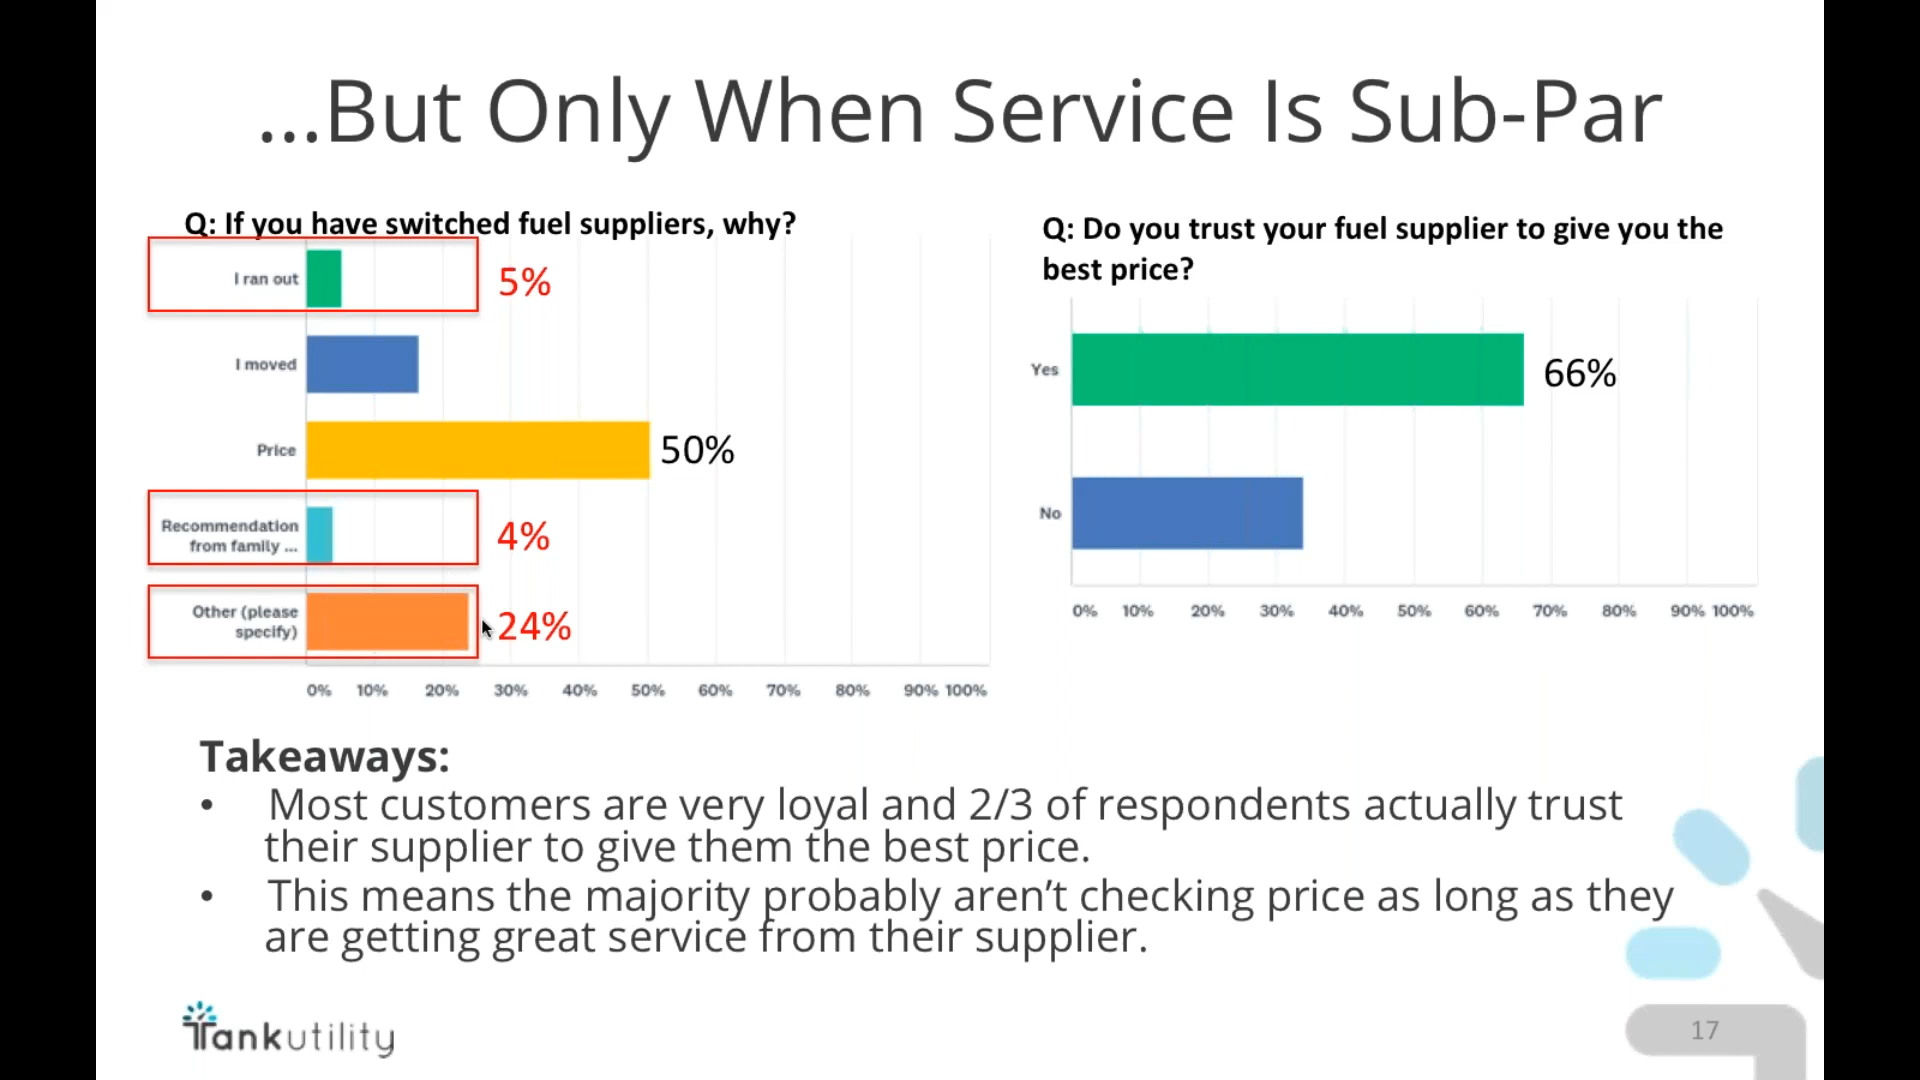 ...But Only When Service Is Sub-Par
Q: If you have switched fuel suppliers, why?
I ran out
5%
I moved
Price
50%
Recommendation
from family ...
4%
Other (please
specify)
24%
0% 10% 20% 30% 40% 50% 60% 70% 80% 90% 100%
Q: Do you trust your fuel supplier to give you the
best price?
Yes
66%
No
0% 10% 20% 30% 40% 50% 60% 70% 80% 90% 100%
Takeaways:
• Most customers are very loyal and 2/3 of respondents actually trust
their supplier to give them the best price.
• This means the majority probably aren’t checking price as long as they
are getting great service from their supplier.
Tankutility
17